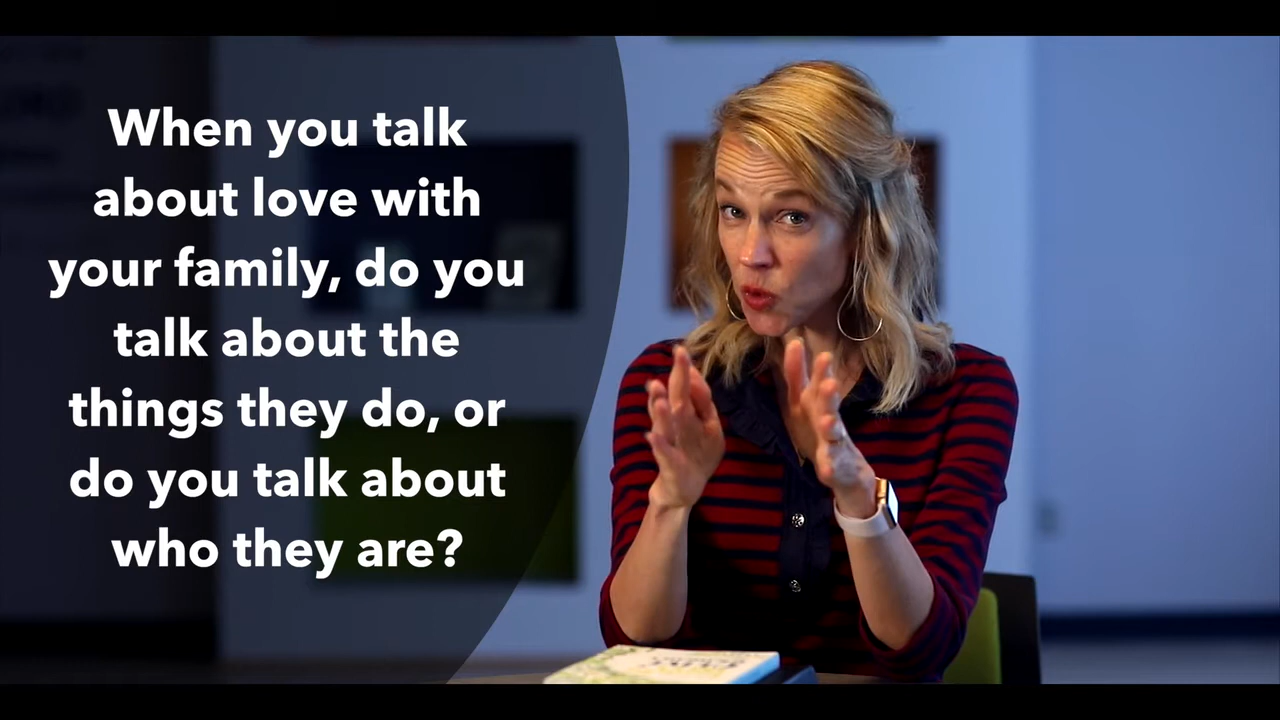 When you talk
about love with
your family, do you
talk about the
things they do, or
do you talk about
who they are?